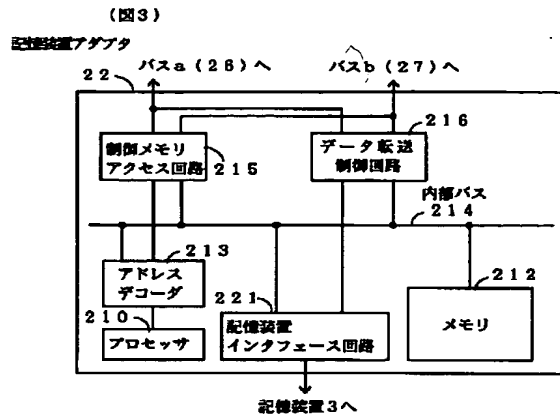 (図3)
記憶装置アダプタ
バスa(26)へ
バスb(27)へ
22
216
制御メモリ
アクセス回路
215
データ転送
制御回路
内部バス
214
213
アドレス
デコーダ
212
221
210
プロセッサ
記憶装置
インタフェース回路
メモリ
記憶装置3へ